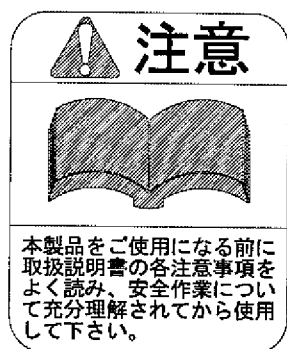 注意
本製品をご使用になる前に
取扱説明書の各注意事項を
よく読み、安全作業につい
て充分理解されてから使用
して下さい。